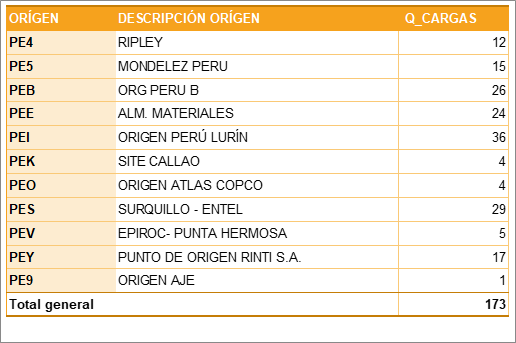 ORÍGEN DESCRIPCIÓN ORÍGEN Q_CARGAS
PE4 RIPLEY 12
PE5 MONDELEZ PERU 15
PEB ORG PERU B 26
PEE ALM. MATERIALES 24
PEI ORIGEN PERÚ LURÍN 36
PEK SITE CALLAO 4
PEO ORIGEN ATLAS COPCO 4
PES SURQUILLO - ENTEL 29
PEV EPIROC- PUNTA HERMOSA 5
PEY PUNTO DE ORIGEN RINTI S.A. 17
PE9 ORIGEN AJE 1
Total general 173